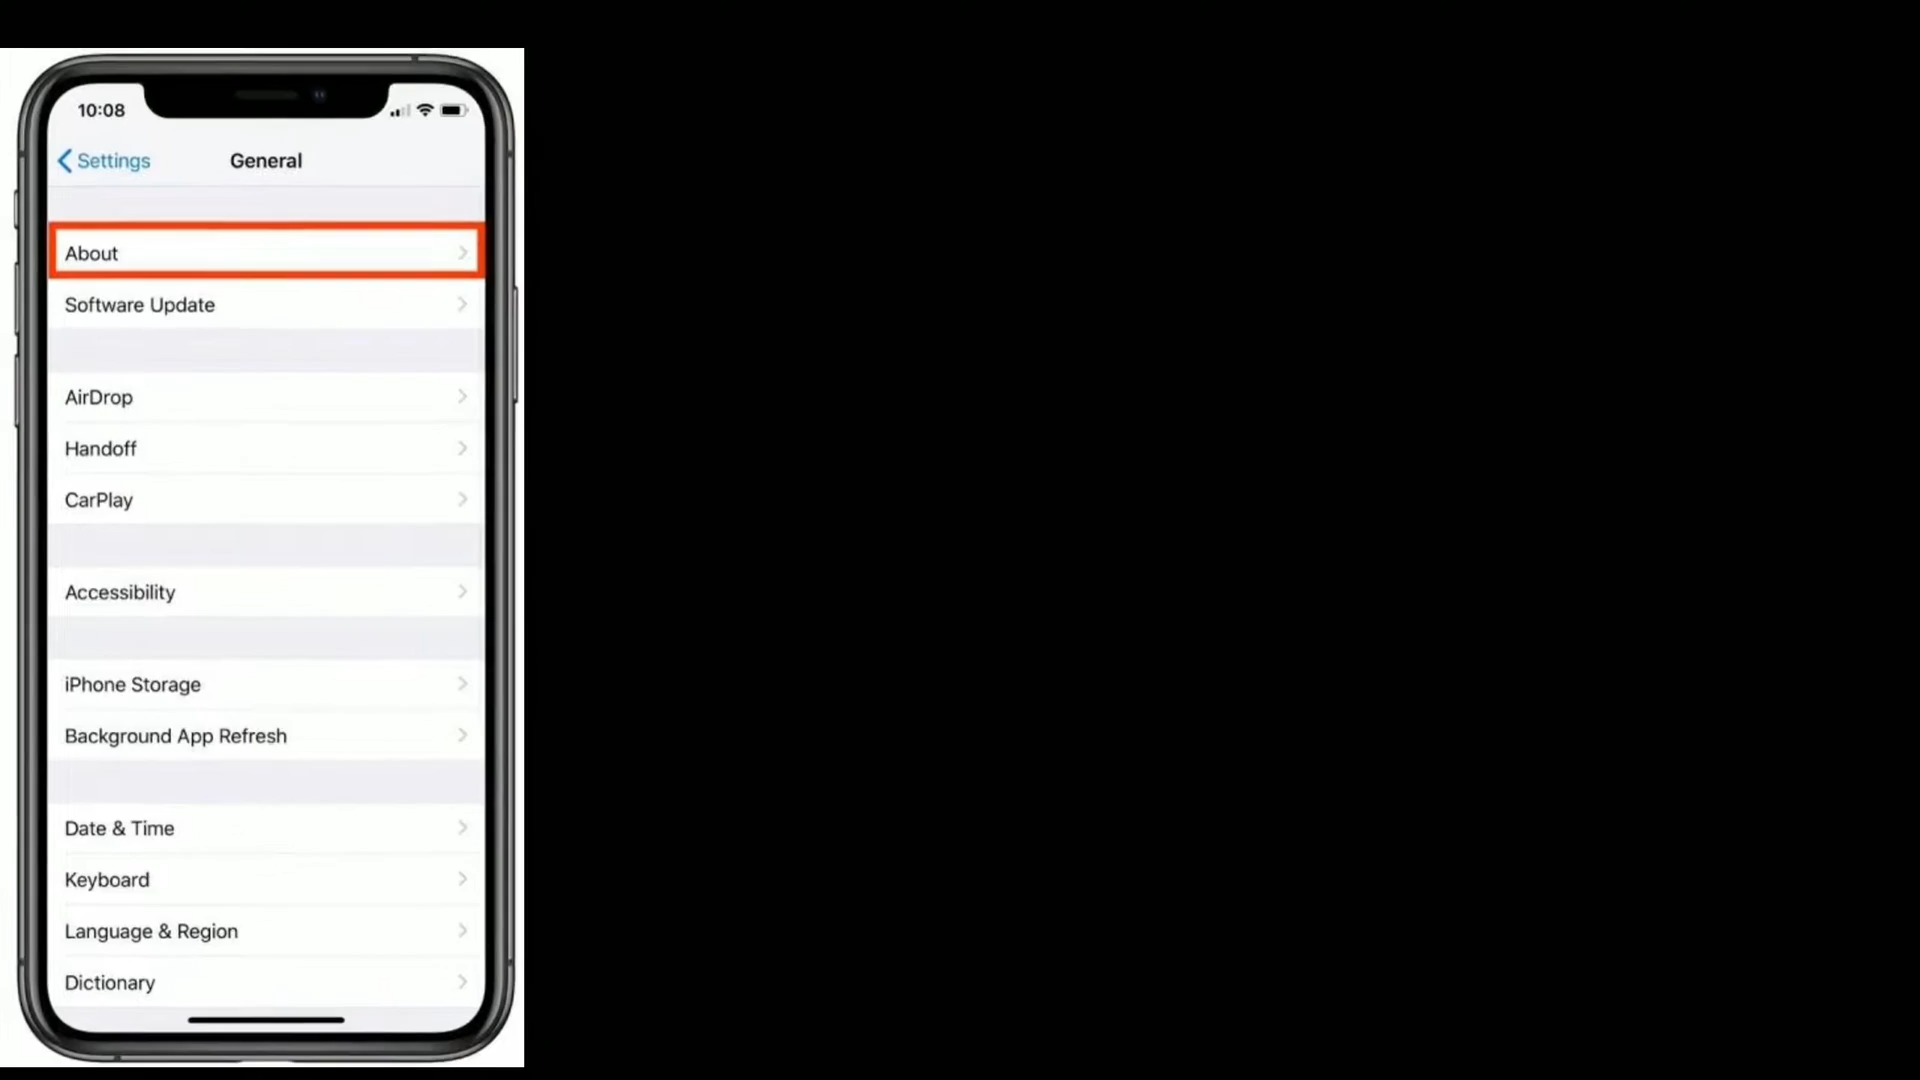 10:08
Settings
General
About
Software Update
AirDrop
Handoff
CarPlay
Accessibility
iPhone Storage
Background App Refresh
Date & Time
Keyboard
Language & Region
Dictionary